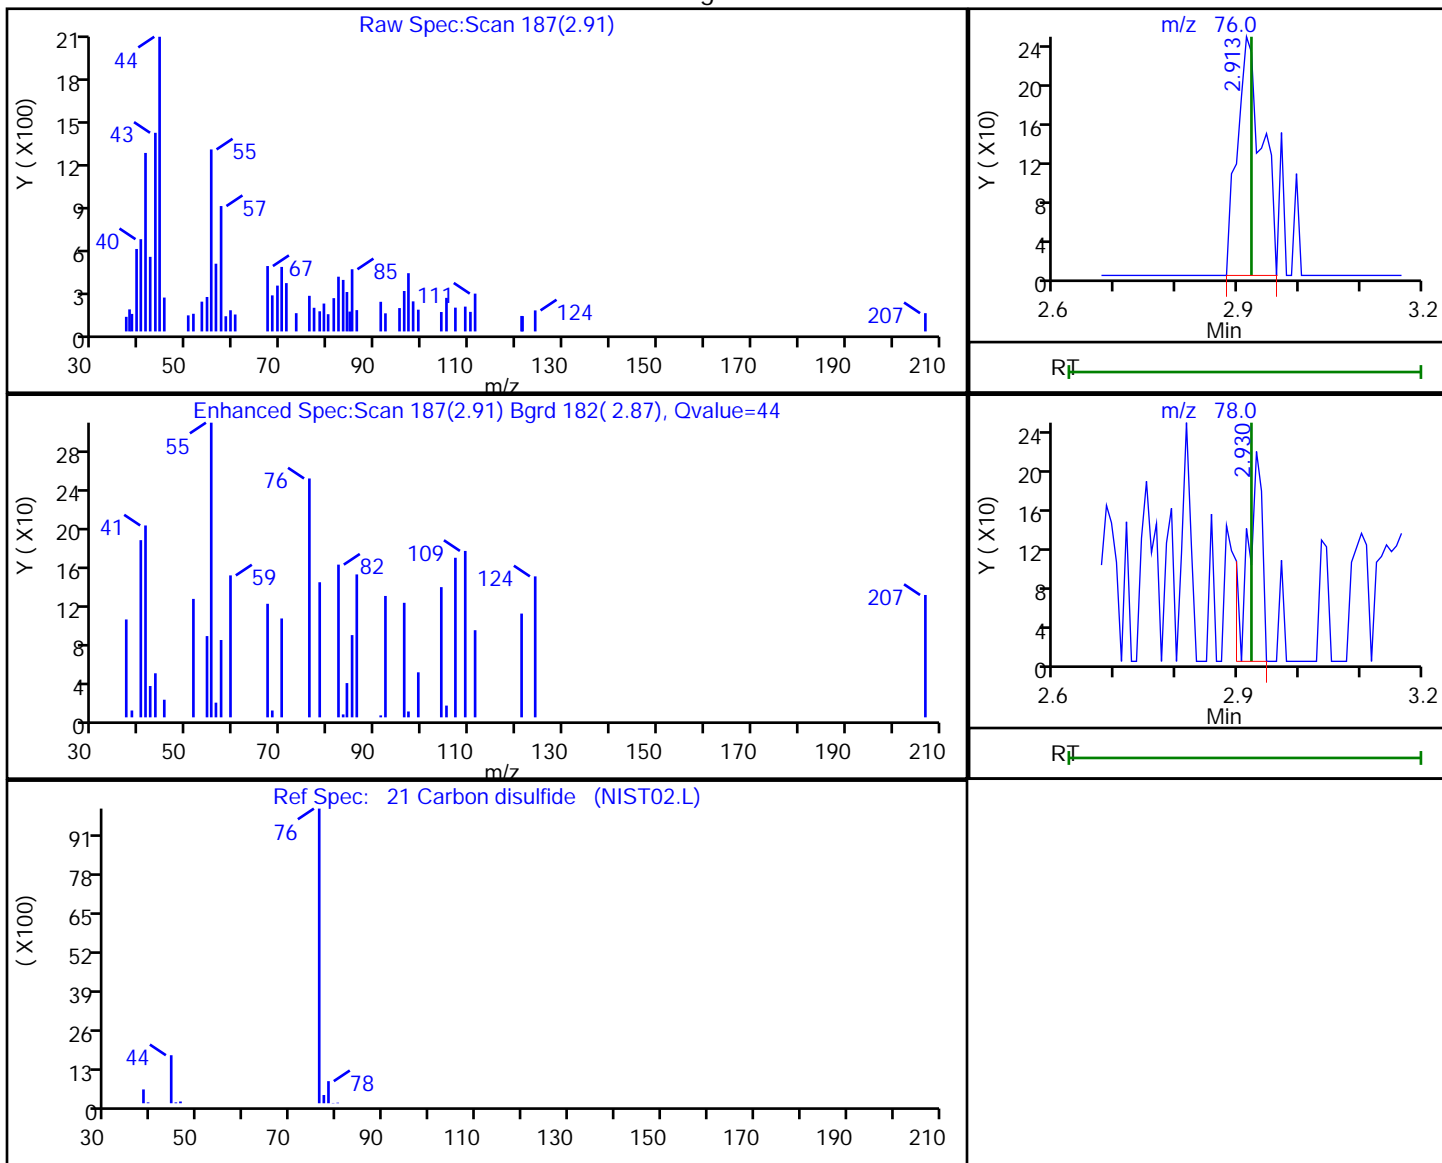 Raw Spec:Scan 187(2.91)
21
18
15
12
9
6
3
0
Y ( X100)
44
43
40
55
57
67
85
111
124
207
30 50 70 90 110 130 150 170 190 210
m/z
m/z 76.0
24
20
16
12
8
4
0
Y ( X10)
2.913
2.6 2.9 3.2
Min
RT
Enhanced Spec:Scan 187(2.91) Bgrd 182( 2.87), Qvalue=44
28
24
20
16
12
8
4
0
Y ( X10)
55
76
41
59
82
109
124
207
30 50 70 90 110 130 150 170 190 210
m/z
m/z 78.0
24
20
16
12
8
4
0
Y ( X10)
2.930
2.6 2.9 3.2
Min
RT
Ref Spec: 21 Carbon disulfide (NIST02.L)
91
78
65
52
39
26
13
0
( X100)
76
44
78
30 50 70 90 110 130 150 170 190 210